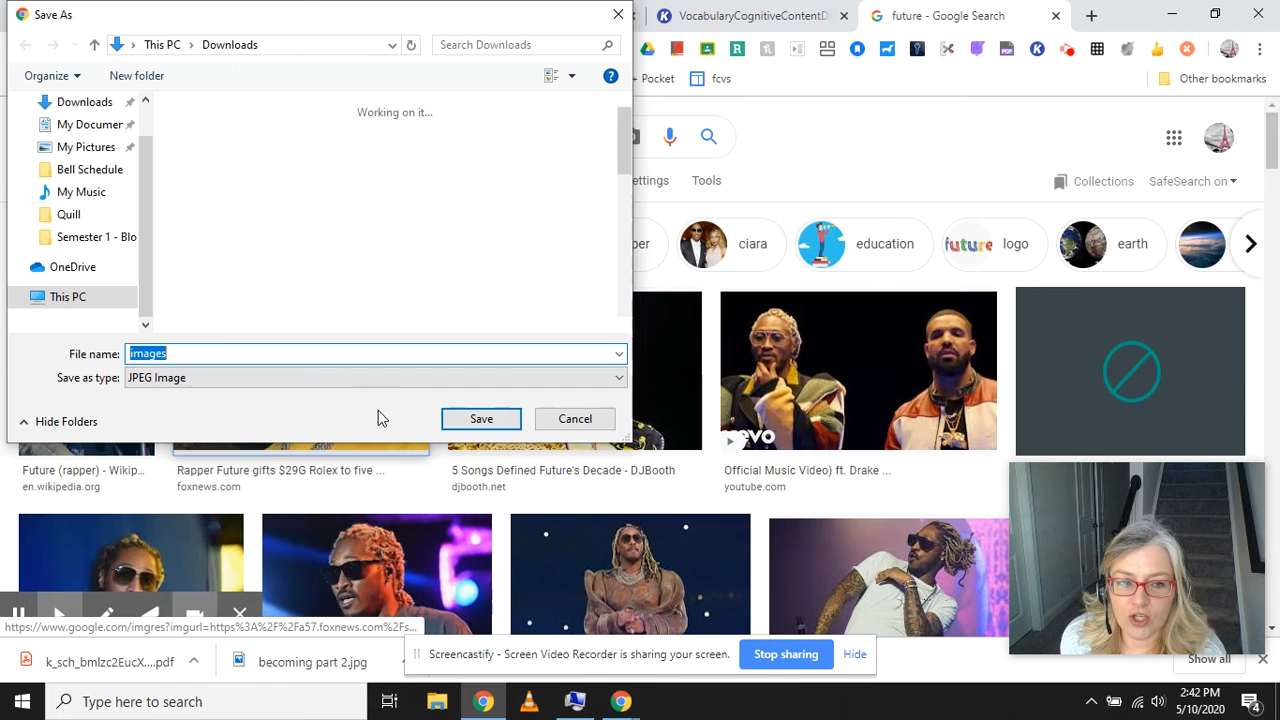 Save As
VocabularyCognitiveContentDi
future - Google Search
This PC
Downloads
Search Downloads
Organize
New folder
Pocket
fcvs
Other bookmarks
Downloads
My Documer
My Pictures
Bell Schedule
My Music
Quill
Semester 1 - Blo
OneDrive
This PC
Working on it...
File name:
images
Save as type:
JPEG Image
Hide Folders
Save
Cancel
ettings
Tools
Collections
SafeSearch on
per
ciara
education
future
logo
earth
evo
Future (rapper) - Wikip...
en.wikipedia.org
Rapper Future gifts $29G Rolex to five ...
foxnews.com
5 Songs Defined Future's Decade - DJBooth
djbooth.net
Official Music Video) ft. Drake ...
youtube.com
https://www.google.com/imgres?imgurl=https%3A%2F%2Fa57.foxnews.com%2Fs...
k_sch_brnlzc2EucX....pdf
becoming part 2.jpg
Screencastify - Screen Video Recorder is sharing your screen.
Stop sharing
Hide
Show all
Type here to search
2:42 PM
5/10/2020
4